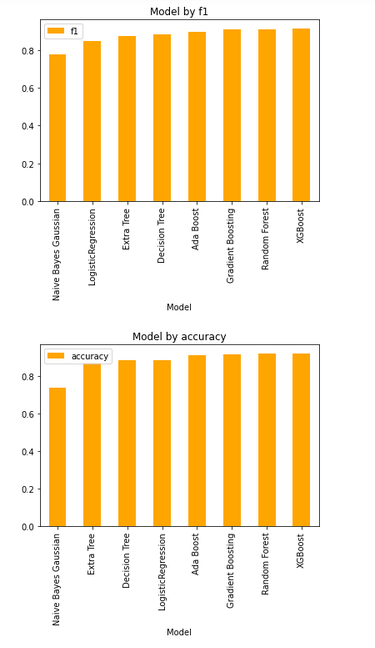 Model by f1
f1
0.8
0.6
0.4
0.2
0.0
Naive Bayes Gaussian
LogisticRegression
Extra Tree
Decision Tree
Ada Boost
Gradient Boosting
Random Forest
XGBoost
Model
Model by accuracy
accuracy
0.8
0.6
0.4
0.2
0.0
Naive Bayes Gaussian
Extra Tree
Decision Tree
LogisticRegression
Ada Boost
Gradient Boosting
Random Forest
XGBoost
Model